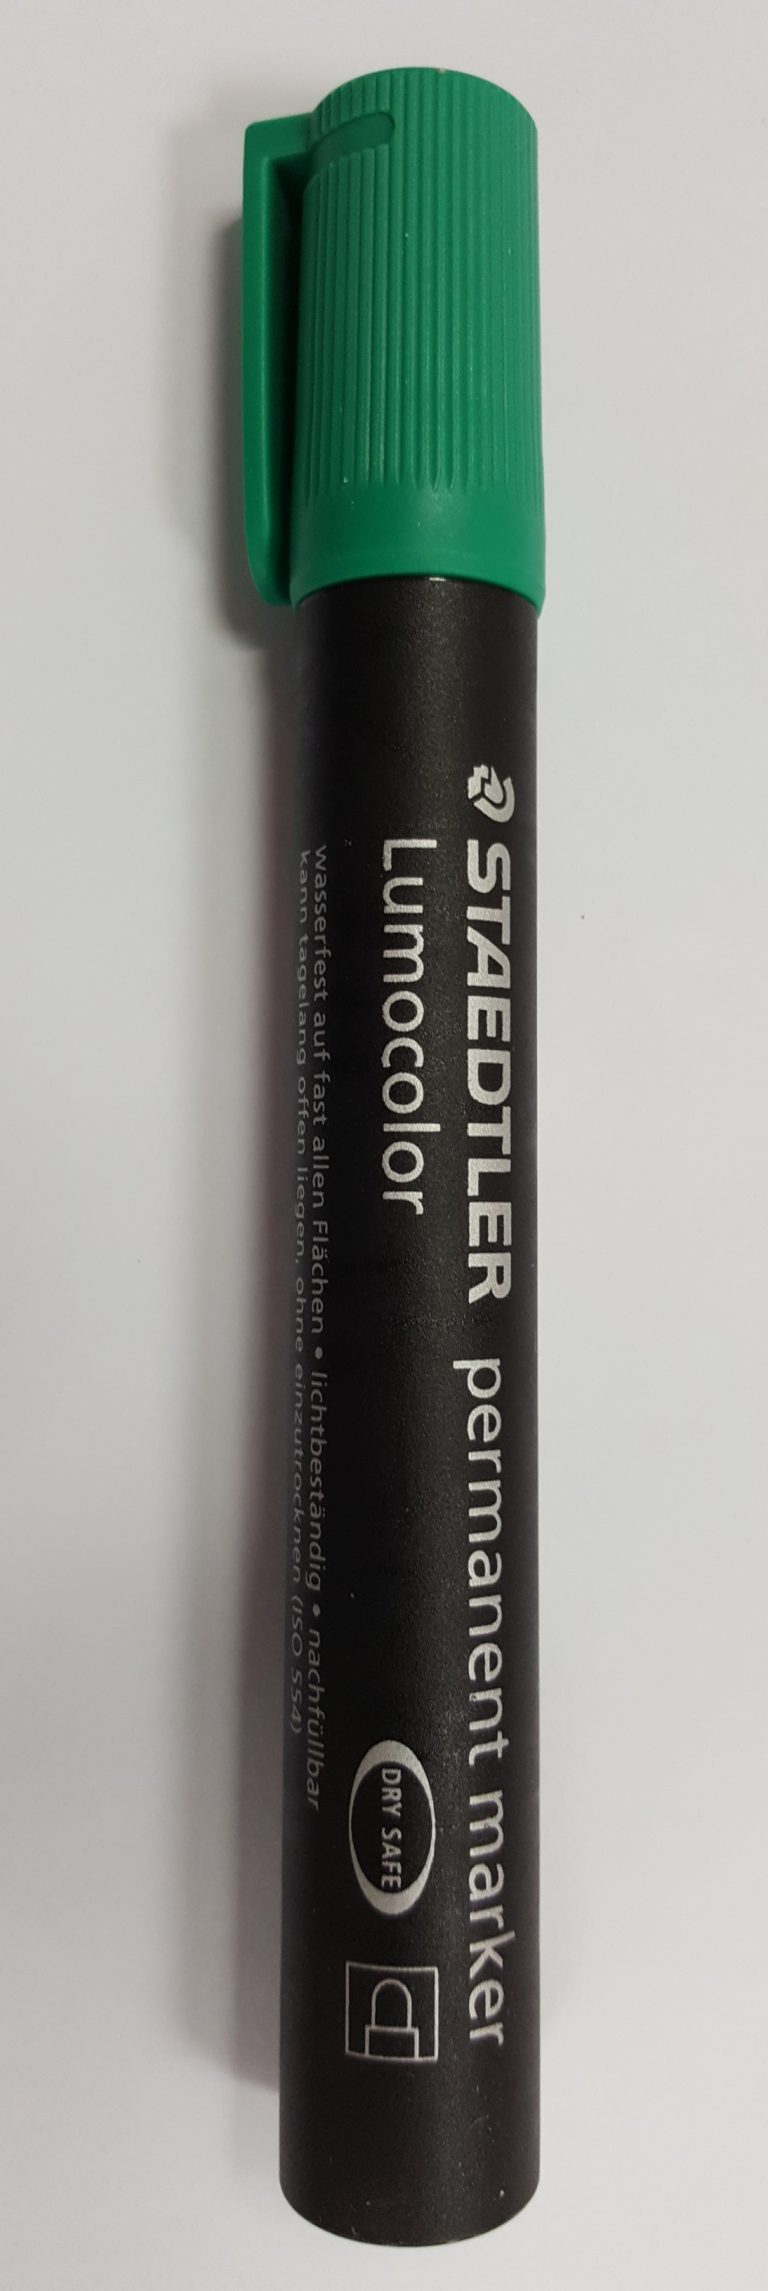 STAEDTLER permanent marker
Lumocolor
DRY SAFE
wasserfest auf fast allen Flächen • lichtbeständig • nachfüllbar
kann tagelang offen liegen, ohne einzutrocknen (ISO 554)